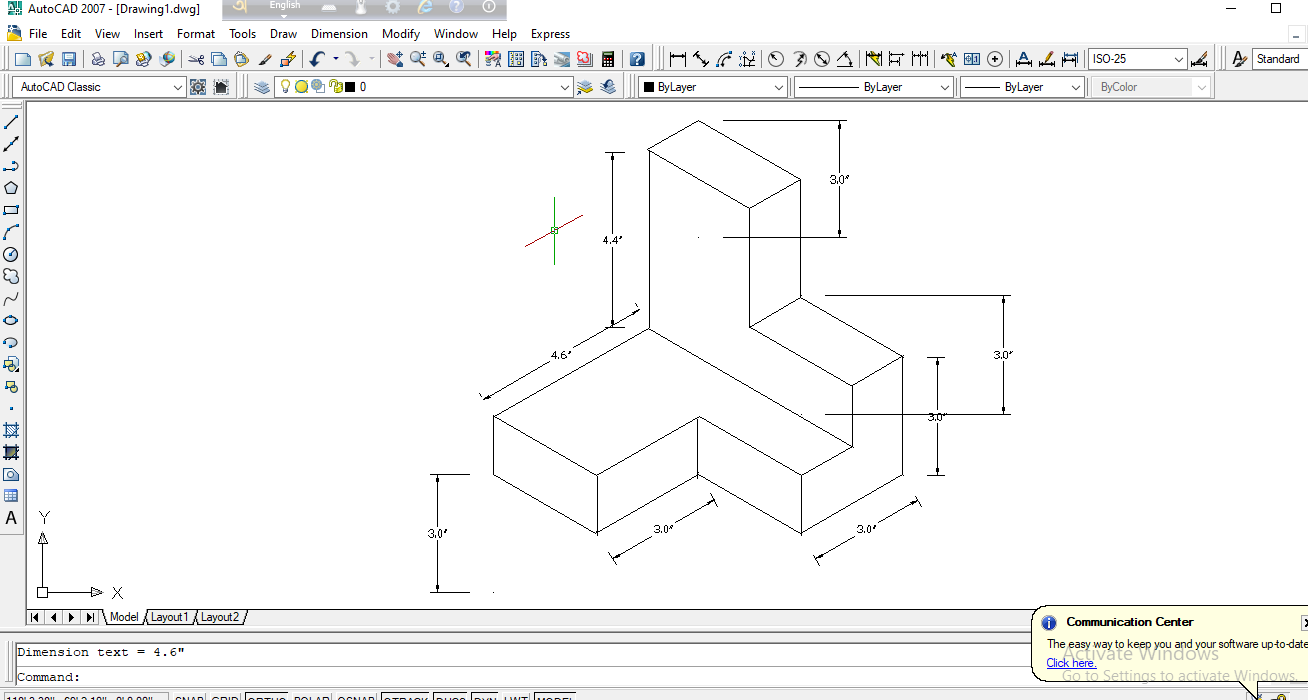 AutoCAD 2007 - [Drawing1.dwg]
English
File Edit View Insert Format Tools Draw Dimension Modify Window Help Express
ISO-25
Standard
AutoCAD Classic
0
ByLayer
ByLayer
ByLayer
ByColor
3.0"
4.4"
4.6"
3.0"
3.0"
3.0"
3.0"
3.0"
Y
X
A
Model Layout1 Layout2
Communication Center
The easy way to keep you and your software up-to-date
Click here.
Activate Windows
Go to Settings to activate Windows.
Dimension text = 4.6"
Command:
SNAP GRID ORTHO POLAR OSNAP OTRACK DUCS DYN LWT MODEL